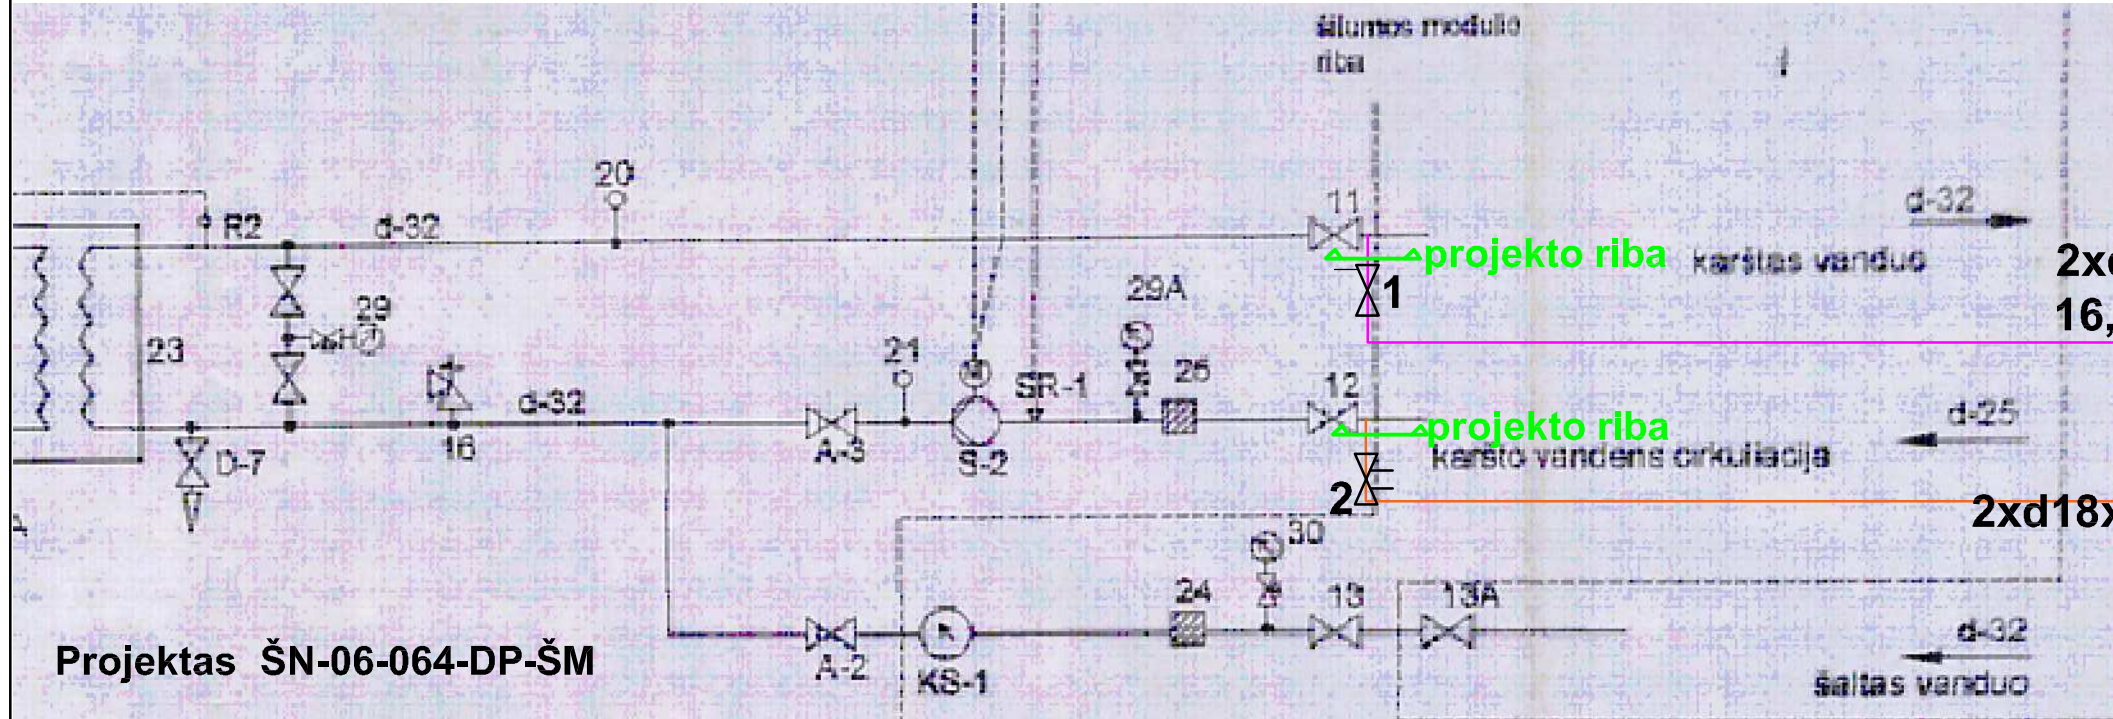 šilumos modulio
riba
20
11
d-32
R2
d-32
projekto riba
karštas vanduo
2xd
29A
1
16,
29
23
21
SR-1
25
12
d-32
d-25
projekto riba
16
A-3
S-2
karšto vandens cirkuliacija
D-7
2
2xd18x
30
24
13
13A
d-32
Projektas ŠN-06-064-DP-ŠM
A-2
KS-1
šaltas vanduo